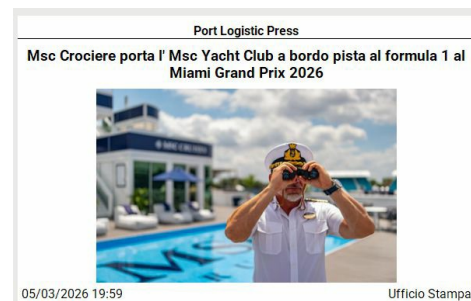 Port Logistic Press
Msc Crociere porta l' Msc Yacht Club a bordo pista al formula 1 al
Miami Grand Prix 2026
MSC CRUISES
05/03/2026 19:59
Ufficio Stampa